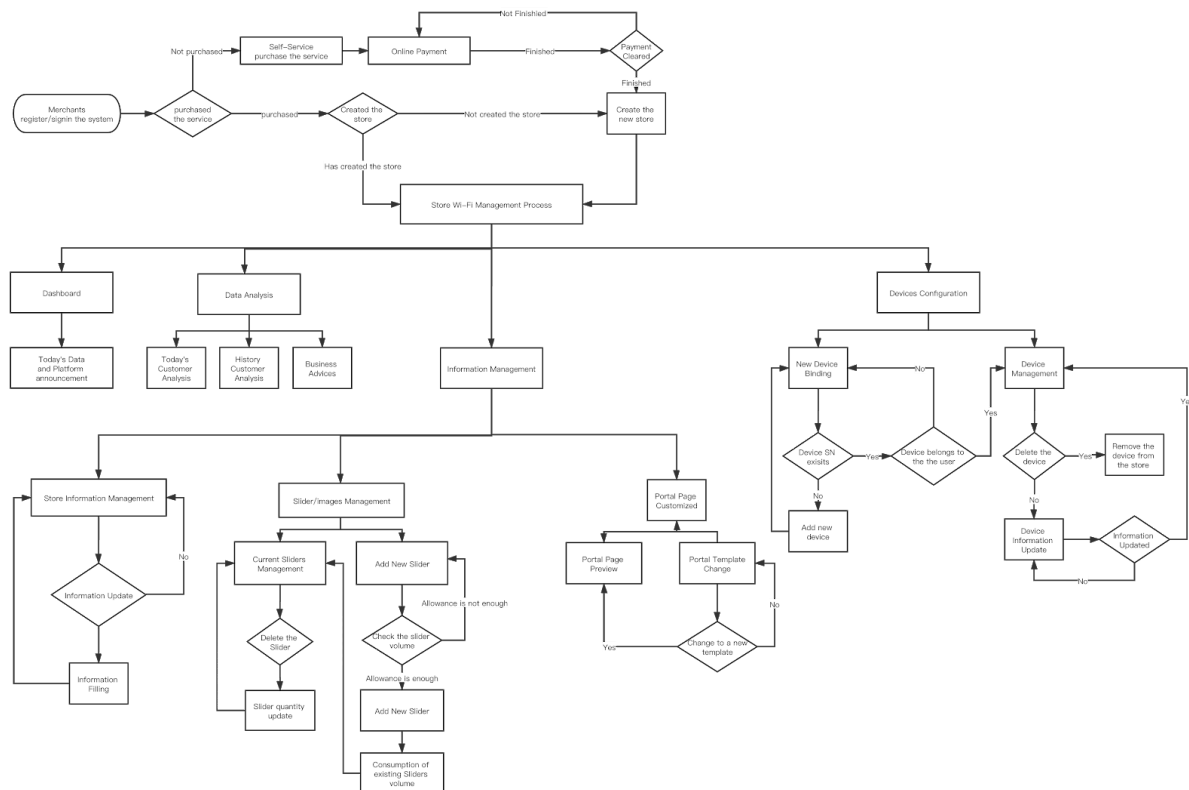 Not Finishied
Not purchased
Self-Service
purchase the service
Online Payment
Finished
Payment
Cleared
Finished
Merchants
register/signin the system
purchased
the service
purchased
Created the
store
Not created the store
Create the
new store
Has created the store
Store Wi-Fi Management Process
Dashboard
Data Analysis
Devices Configuration
Today's Data
and Platform
announcement
Today's
Customer
Analysis
History
Customer
Analysis
Business
Advices
Information Management
New Device
Binding
No
Device
Management
Yes
Ye
Device SN
exisits
Yes
Device belongs to
the the user
Delete the
device
Yes
Remove the
device from
the store
No
No
Add new
device
Device
Information
Update
Information
Updated
No
Store Information Management
Slider/images Management
Portal Page
Customized
No
Current Sliders
Management
Add New Slider
Portal Page
Preview
Portal Template
Change
Information Update
Allowance is not enough
No
Delete the
Slider
Check the slider
volume
Yes
Change to a new
template
Information
Filling
Allowance is enough
Slider quantity
update
Add New Slider
Consumption of
existing Sliders
volume